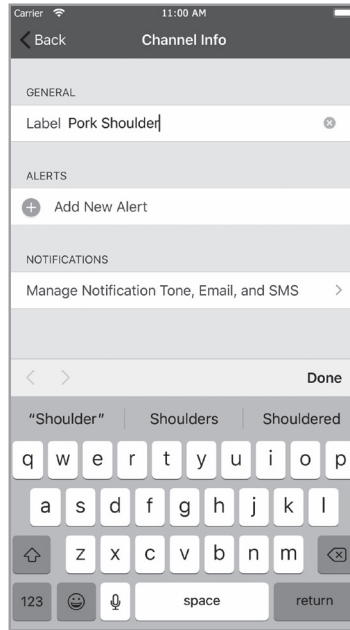 Carrier 11:00 AM
Back Channel Info
GENERAL
Label Pork Shoulder
ALERTS
Add New Alert
NOTIFICATIONS
Manage Notification Tone, Email, and SMS
Done
“Shoulder” Shoulders Shouldered
q w e r t y u i o p
a s d f g h j k l
z x c v b n m
123 space return